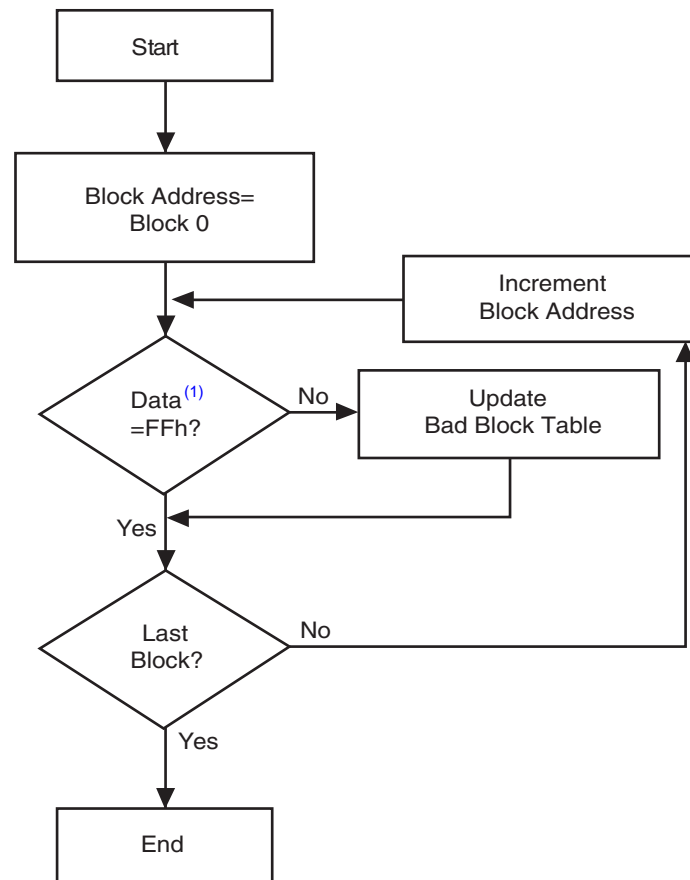 Start
Block Address=
Block 0
Increment
Block Address
Data(1)
=FFh?
No
Update
Bad Block Table
Yes
Last
Block?
No
Yes
End